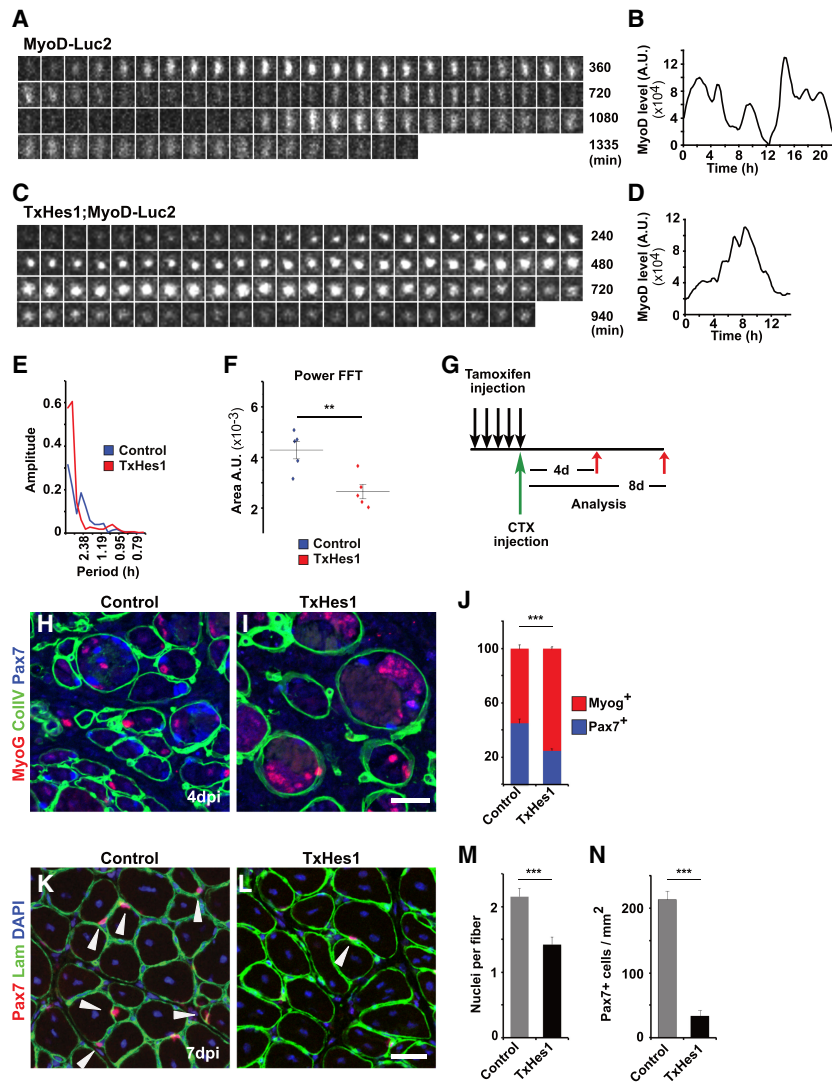 A
MyoD-Luc2
360
720
1080
1335
(min)
B
MyoD level (A.U.)
(x10⁴)
12
8
4
0
0 4 8 12 16 20
Time (h)
C
TxHes1;MyoD-Luc2
240
480
720
940
(min)
D
MyoD level (A.U.)
(x10⁴)
12
8
4
0
0 4 8 12
Time (h)
E
Amplitude
0.6
0.4
0.2
0
Control
TxHes1
2.38 1.19 0.95 0.79
Period (h)
F
Power FFT
Area A.U. (x10⁻³)
6
4
2
**
Control
TxHes1
G
Tamoxifen
injection
4d
8d
Analysis
CTX
injection
Control
TxHes1
MyoG ColIV Pax7
H
4dpi
I
J
***
100
60
20
Myog⁺
Pax7⁺
Control
TxHes1
Control
TxHes1
Pax7 Lam DAPI
K
7dpi
L
M
***
Nuclei per fiber
2
1
0
Control
TxHes1
N
***
Pax7+ cells / mm²
200
100
0
Control
TxHes1